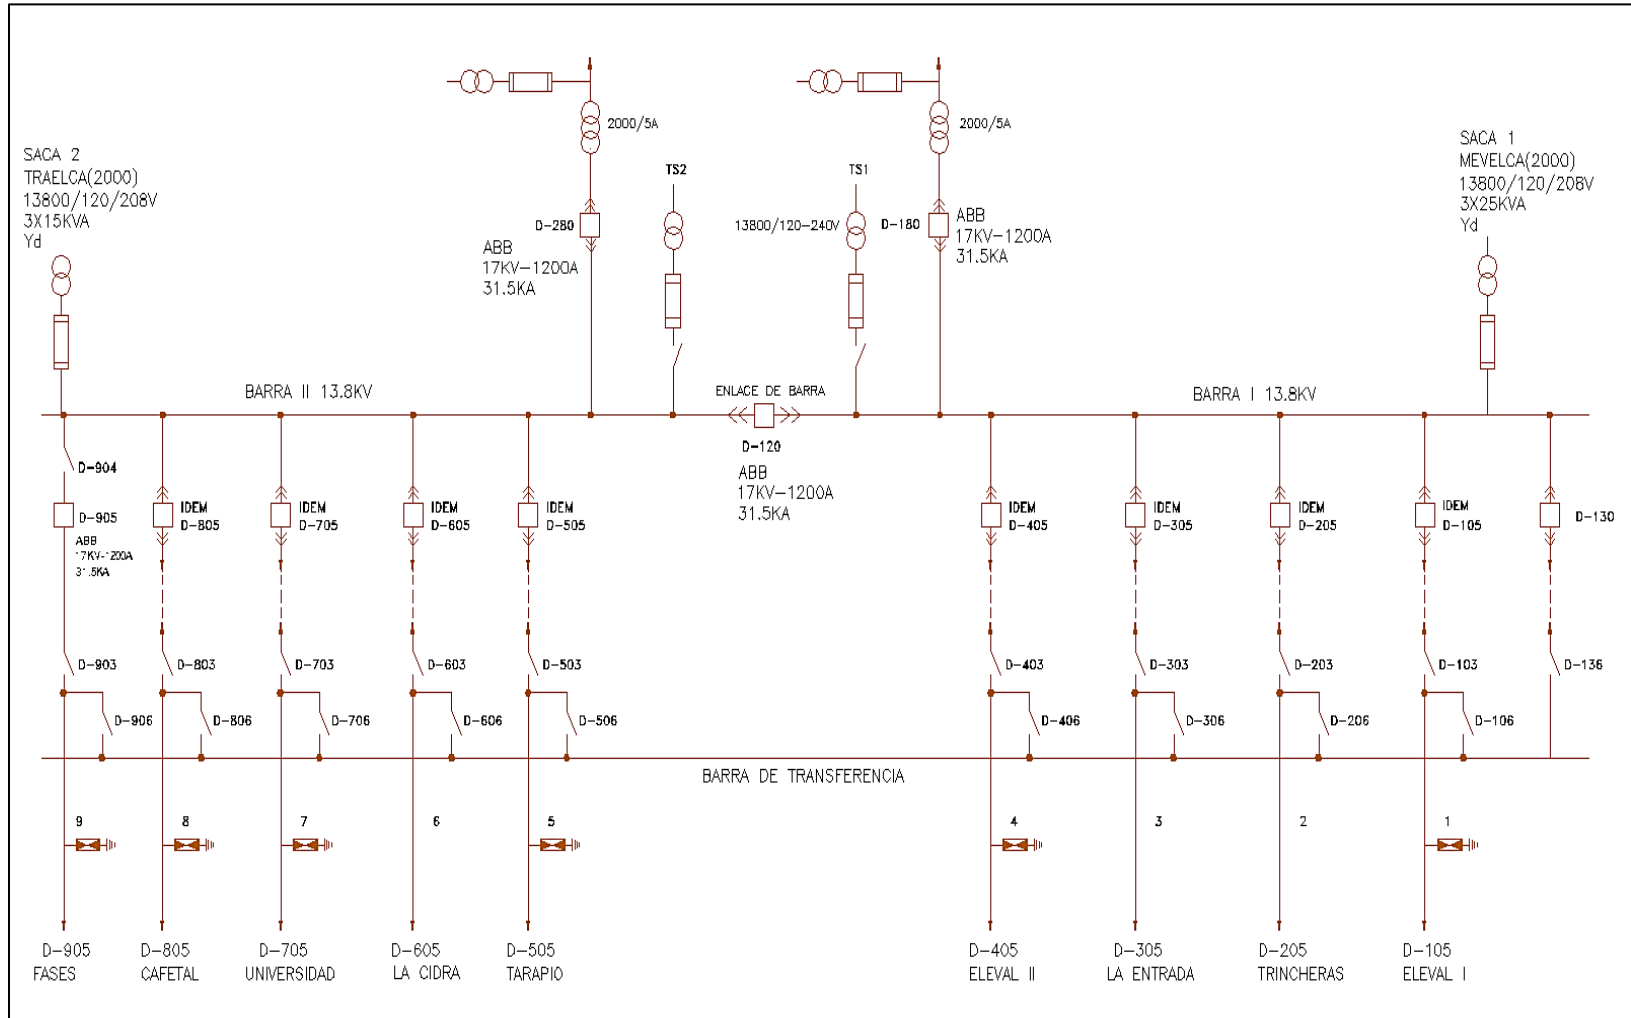 2000/5A
2000/5A
SACA 2
TRAELCA(2000)
13800/120/208V
3X15KVA
Yd
TS2
TS1
SACA 1
MEVELCA(2000)
13800/120/208V
3X25KVA
Yd
D-280
ABB
17KV-1200A
31.5KA
13800/120-240V
D-180
ABB
17KV-1200A
31.5KA
BARRA II 13.8KV
ENLACE DE BARRA
BARRA I 13.8KV
D-120
ABB
17KV-1200A
31.5KA
D-904
D-905
ABB
17KV-1200A
31.5KA
IDEM
D-805
IDEM
D-705
IDEM
D-605
IDEM
D-505
IDEM
D-405
IDEM
D-305
IDEM
D-205
IDEM
D-105
D-130
D-903
D-803
D-703
D-603
D-503
D-403
D-303
D-203
D-103
D-136
D-906
D-806
D-706
D-606
D-506
D-406
D-306
D-206
D-106
BARRA DE TRANSFERENCIA
9
8
7
6
5
4
3
2
1
D-905
FASES
D-805
CAFETAL
D-705
UNIVERSIDAD
D-605
LA CIDRA
D-505
TARAPIO
D-405
ELEVAL II
D-305
LA ENTRADA
D-205
TRINCHERAS
D-105
ELEVAL I